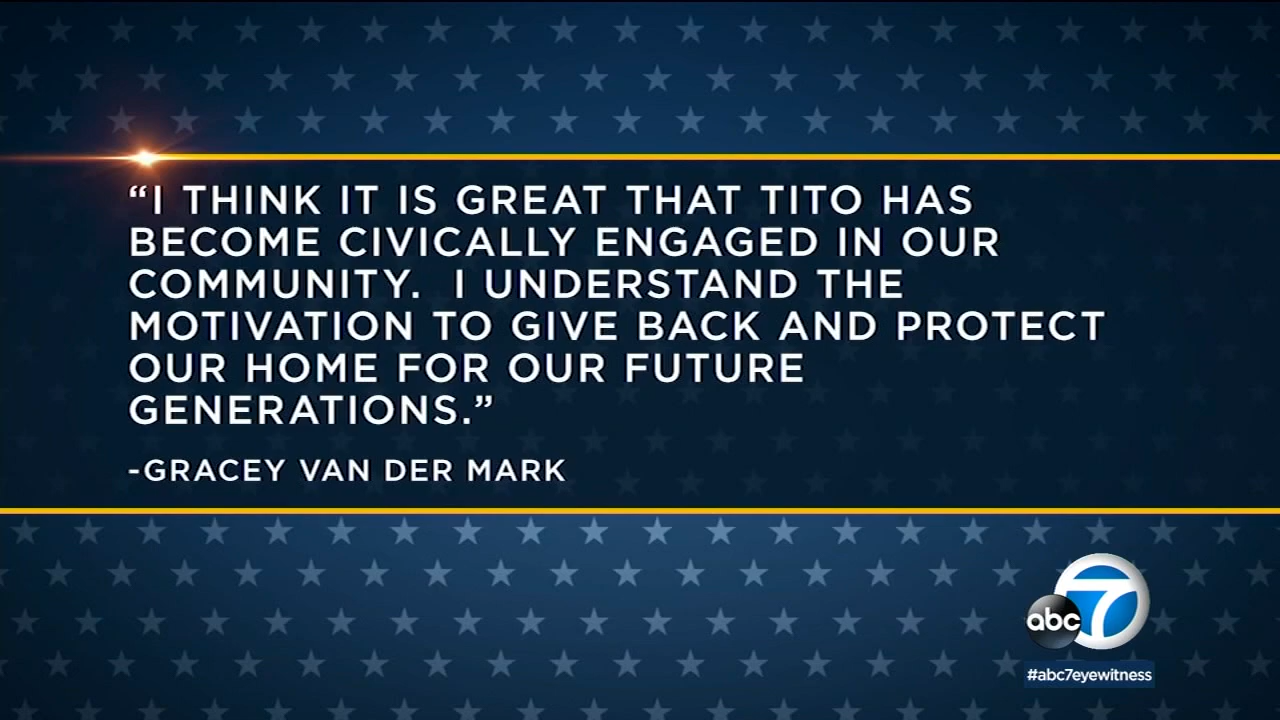 “I THINK IT IS GREAT THAT TITO HAS
BECOME CIVICALLY ENGAGED IN OUR
COMMUNITY.  I UNDERSTAND THE
MOTIVATION TO GIVE BACK AND PROTECT
OUR HOME FOR OUR FUTURE
GENERATIONS.”
-GRACEY VAN DER MARK
abc 7
#abc7eyewitness